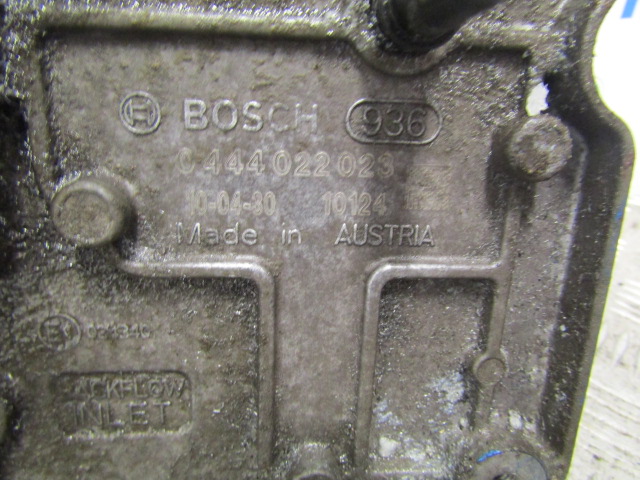 BOSCH 936
0 444 022 023
10-04-30 10124
Made in AUSTRIA
BACKFLOW
INLET